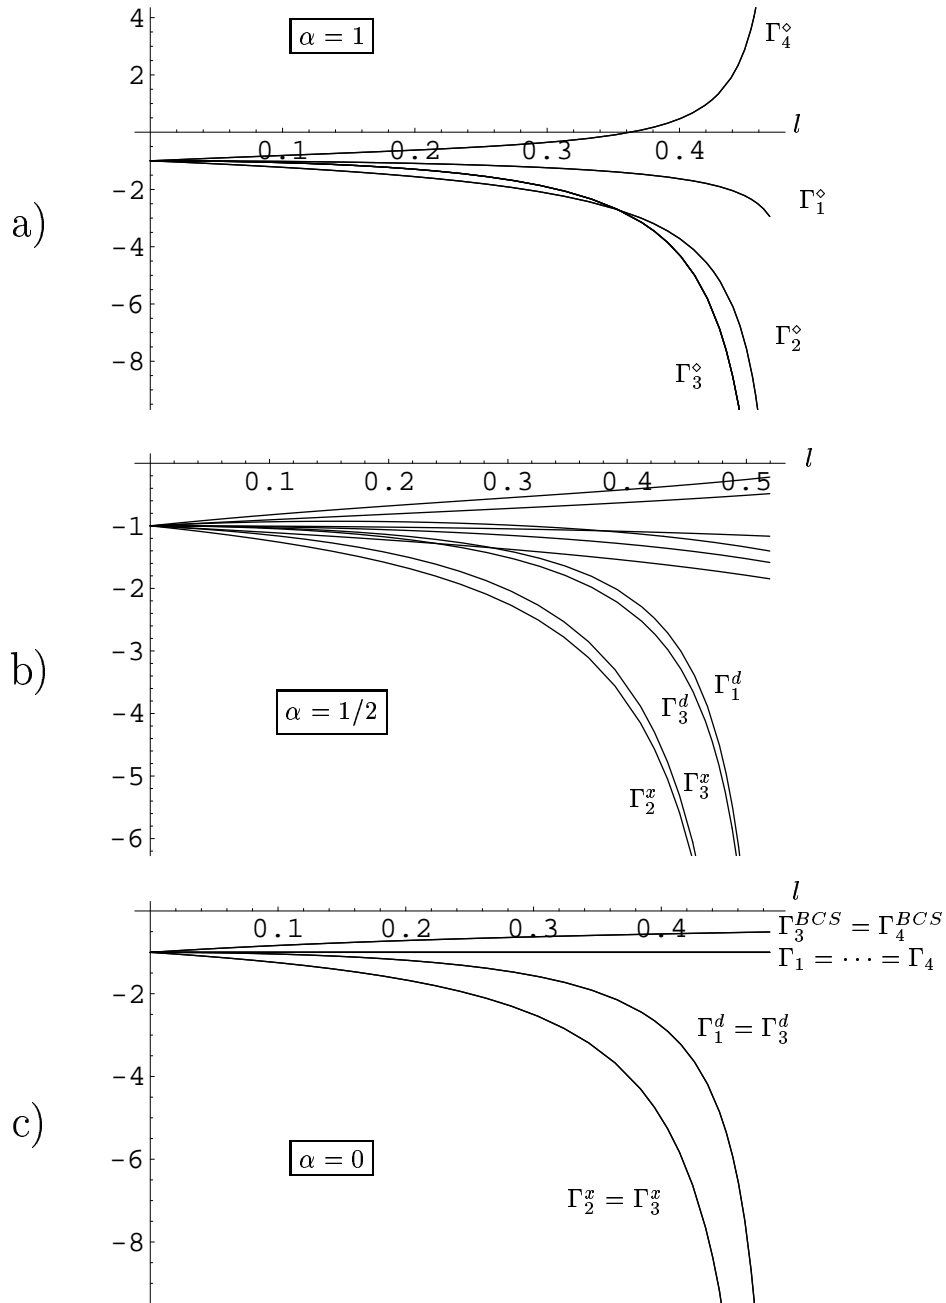 4
α = 1
Γ₄^⋄
2
l
0.1 0.2 0.3 0.4
−2
Γ₁^⋄
a)
−4
−6
Γ₂^⋄
−8
Γ₃^⋄
l
0.1 0.2 0.3 0.4 0.5
−1
−2
−3
b)
Γ₁^d
α = 1/2
Γ₃^d
−4
−5
Γ₃^x
Γ₂^x
−6
l
0.1 0.2 0.3 0.4
Γ₃^{BCS} = Γ₄^{BCS}
Γ₁ = ⋯ = Γ₄
−2
Γ₁^d = Γ₃^d
−4
c)
α = 0
−6
Γ₂^x = Γ₃^x
−8